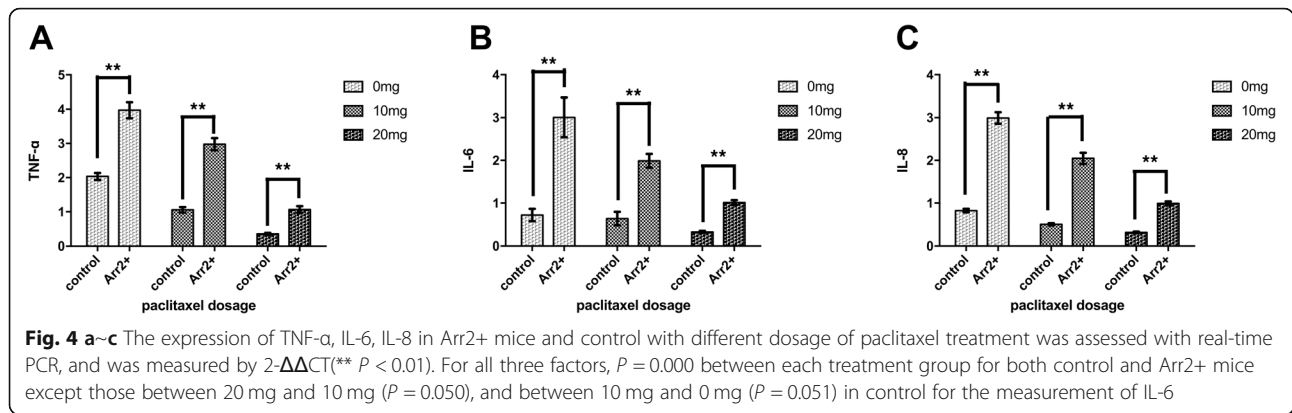 A
B
C
**
**
**
5
4
3
2
1
0
TNF-α
control
Arr2+
control
Arr2+
control
Arr2+
paclitaxel dosage
0mg
10mg
20mg
**
**
**
4
3
2
1
0
IL-6
control
Arr2+
control
Arr2+
control
Arr2+
paclitaxel dosage
0mg
10mg
20mg
**
**
**
4
3
2
1
0
IL-8
control
Arr2+
control
Arr2+
control
Arr2+
paclitaxel dosage
0mg
10mg
20mg
Fig. 4 a~c The expression of TNF-α, IL-6, IL-8 in Arr2+ mice and control with different dosage of paclitaxel treatment was assessed with real-time
PCR, and was measured by 2-ΔΔCT(** P < 0.01). For all three factors, P = 0.000 between each treatment group for both control and Arr2+ mice
except those between 20 mg and 10 mg (P = 0.050), and between 10 mg and 0 mg (P = 0.051) in control for the measurement of IL-6